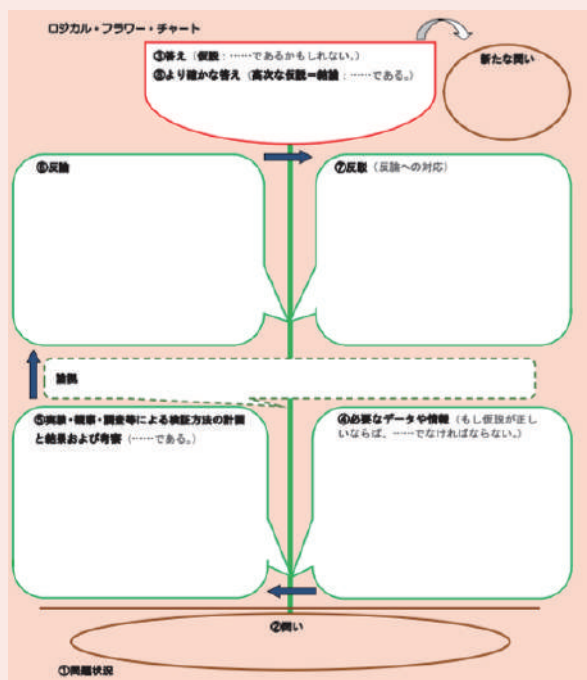 ロジカル・フラワー・チャート
③答え（仮説：……であるかもしれない。）
⑧より確かな答え（高次な仮説＝結論：……である。）
新たな問い
⑥反論
⑦反駁（反論への対応）
論拠
⑤実験・観察・調査等による検証方法の計画
と結果および考察（……である。）
④必要なデータや情報（もし仮説が正し
いならば、……でなければならない。）
②問い
①問題状況